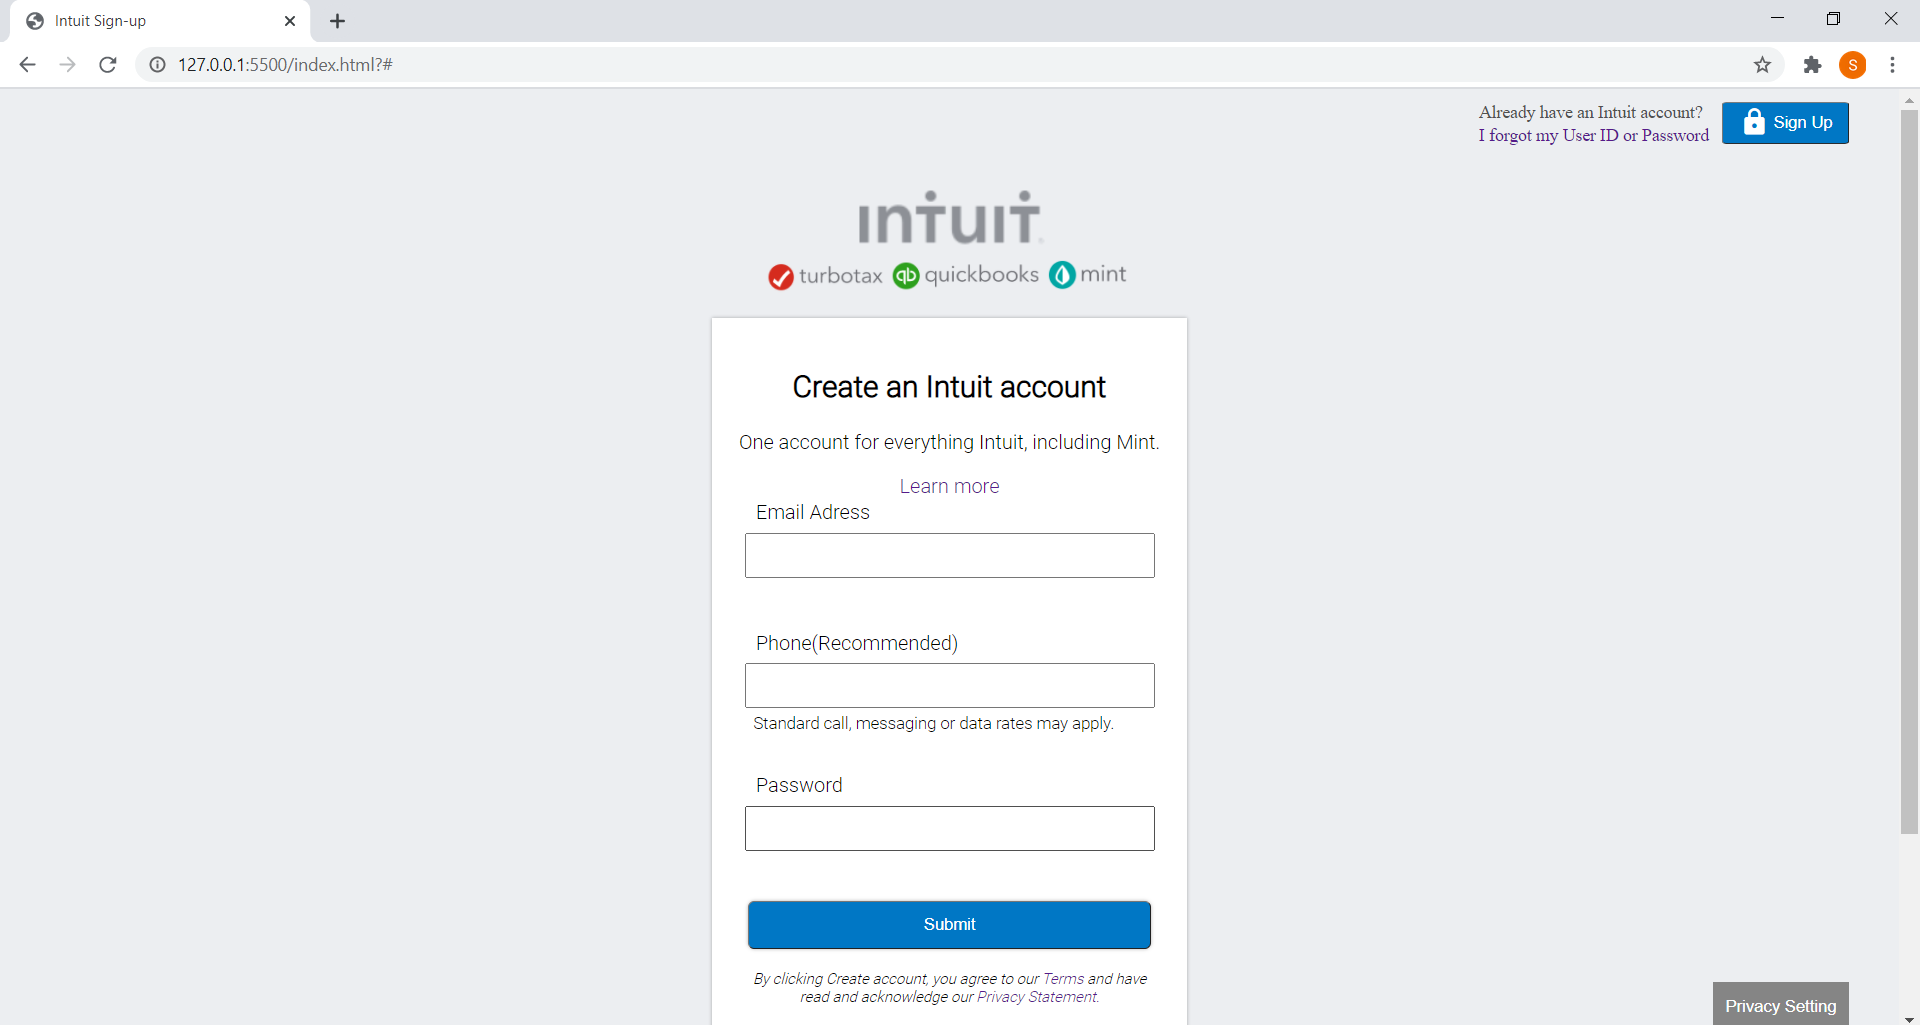 Intuit Sign-up
127.0.0.1:5500/index.html?#
S
Already have an Intuit account?
I forgot my User ID or Password
Sign Up
intuit
turbotax qb quickbooks mint
Create an Intuit account
One account for everything Intuit, including Mint.
Learn more
Email Adress
Phone(Recommended)
Standard call, messaging or data rates may apply.
Password
Submit
By clicking Create account, you agree to our Terms and have
read and acknowledge our Privacy Statement.
Privacy Setting